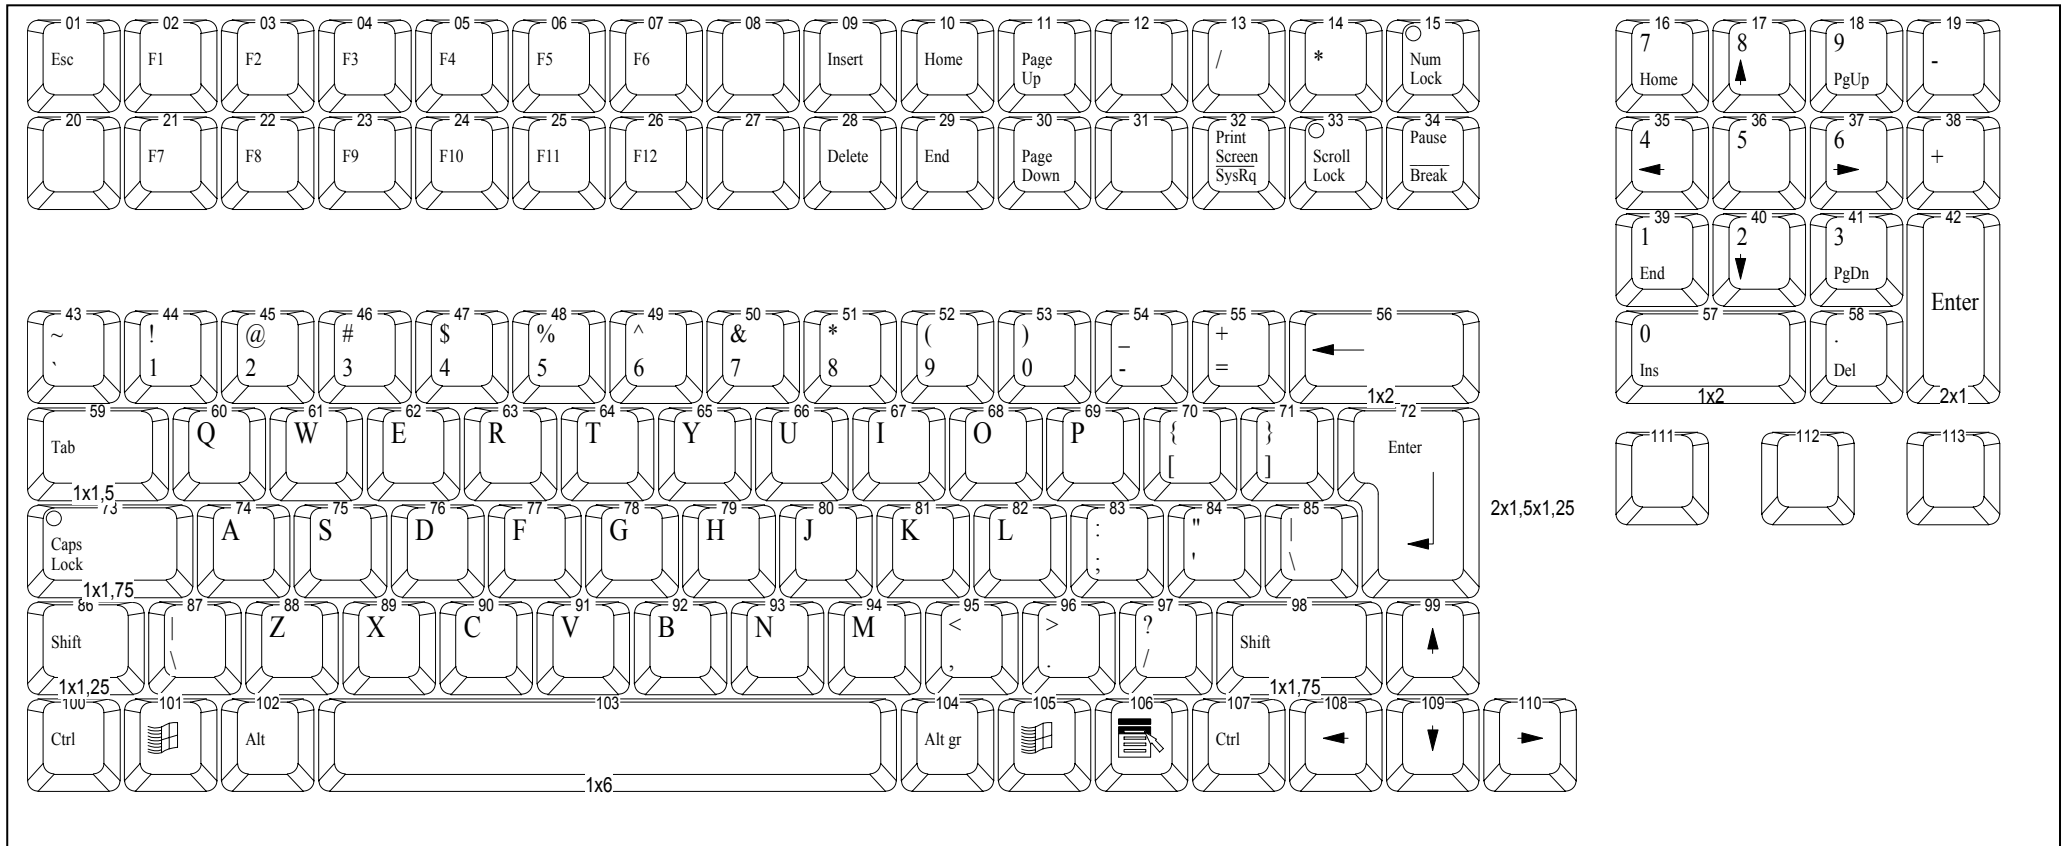 01 02 03 04 05 06 07 08 09 10 11 12 13 14 15 16 17 18 19
Esc F1 F2 F3 F4 F5 F6 Insert Home Page Up / * Num Lock 7 Home 8 9 PgUp -
20 21 22 23 24 25 26 27 28 29 30 31 32 33 34 35 36 37 38
F7 F8 F9 F10 F11 F12 Delete End Page Down Print Screen SysRq Scroll Lock Pause Break 4 5 6 +
39 40 41 42
1 End 2 3 PgDn Enter
43 44 45 46 47 48 49 50 51 52 53 54 55 56 57 58
~ ! @ # $ % ^ & * ( ) _ + 0 .
` 1 2 3 4 5 6 7 8 9 0 - = Ins Del
1x2 1x2 2x1
59 60 61 62 63 64 65 66 67 68 69 70 71 72
Tab Q W E R T Y U I O P { [ } ] Enter
1x1,5
111 112 113
73 74 75 76 77 78 79 80 81 82 83 84 85
Caps Lock A S D F G H J K L : ; " ' | \
2x1,5x1,25
1x1,75
86 87 88 89 90 91 92 93 94 95 96 97 98 99
Shift | \ Z X C V B N M < , > . ? / Shift
1x1,25 1x1,75
100 101 102 103 104 105 106 107 108 109 110
Ctrl Alt Alt gr Ctrl
1x6